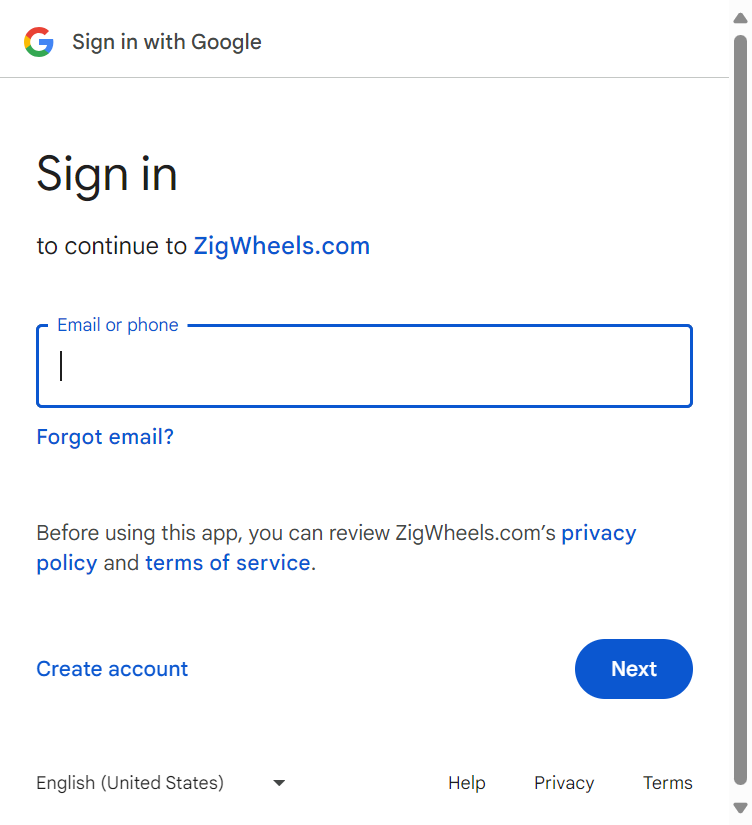 Sign in with Google
Sign in
to continue to ZigWheels.com
Email or phone
Forgot email?
Before using this app, you can review ZigWheels.com’s privacy
policy and terms of service.
Create account
Next
English (United States)
Help
Privacy
Terms